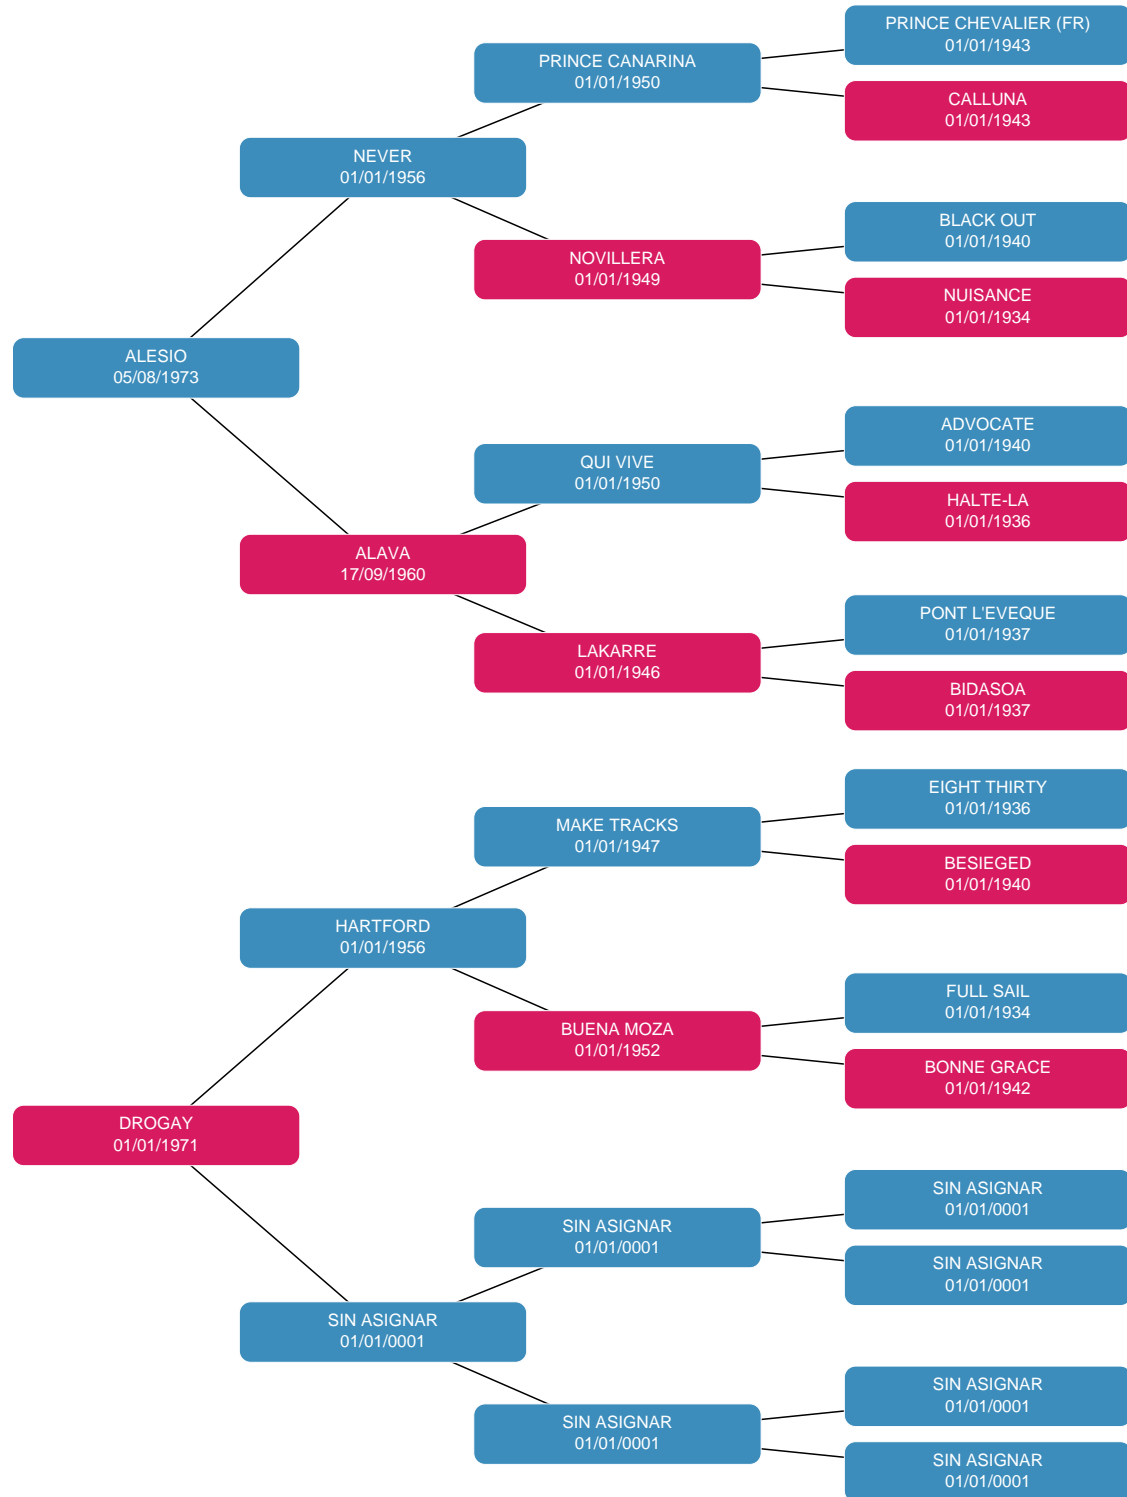 PRINCE CHEVALIER (FR)
01/01/1943
PRINCE CANARINA
01/01/1950
CALLUNA
01/01/1943
NEVER
01/01/1956
BLACK OUT
01/01/1940
NOVILLERA
01/01/1949
NUISANCE
01/01/1934
ALESIO
05/08/1973
ADVOCATE
01/01/1940
QUI VIVE
01/01/1950
HALTE-LA
01/01/1936
ALAVA
17/09/1960
PONT L'EVEQUE
01/01/1937
LAKARRE
01/01/1946
BIDASOA
01/01/1937
EIGHT THIRTY
01/01/1936
MAKE TRACKS
01/01/1947
BESIEGED
01/01/1940
HARTFORD
01/01/1956
FULL SAIL
01/01/1934
BUENA MOZA
01/01/1952
BONNE GRACE
01/01/1942
DROGAY
01/01/1971
SIN ASIGNAR
01/01/0001
SIN ASIGNAR
01/01/0001
SIN ASIGNAR
01/01/0001
SIN ASIGNAR
01/01/0001
SIN ASIGNAR
01/01/0001
SIN ASIGNAR
01/01/0001
SIN ASIGNAR
01/01/0001